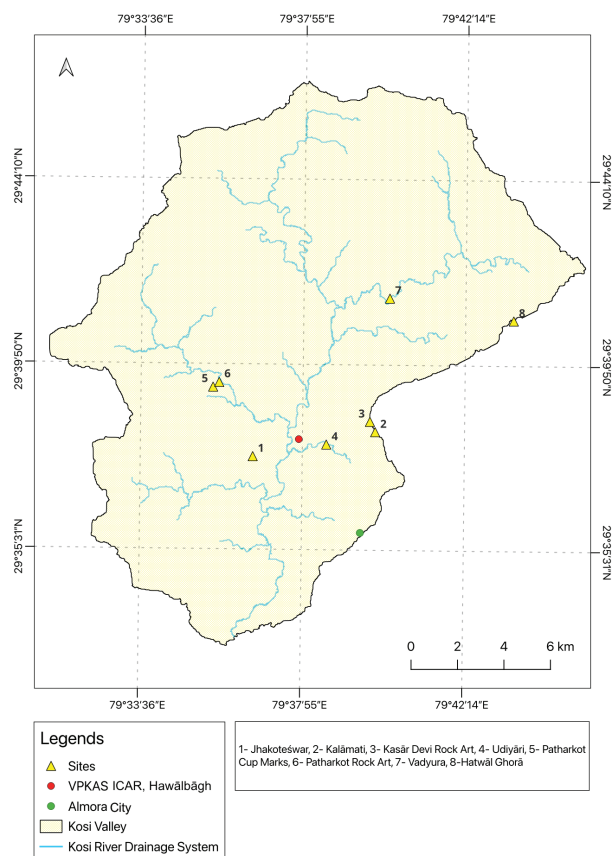 79°33'36"E 79°37'55"E 79°42'14"E
29°44'10"N 29°44'10"N
7
8
29°39'50"N 29°39'50"N
5 6
3
2
4
1
29°35'31"N 29°35'31"N
0 2 4 6 km
79°33'36"E 79°37'55"E 79°42'14"E
Legends
Sites
VPKAS ICAR, Hawālbāgh
Almora City
Kosi Valley
Kosi River Drainage System
1- Jhakoteśwar, 2- Kalāmati, 3- Kasār Devi Rock Art, 4- Udiyāri, 5- Patharkot
Cup Marks, 6- Patharkot Rock Art, 7- Vadyura, 8-Hatwāl Ghorā